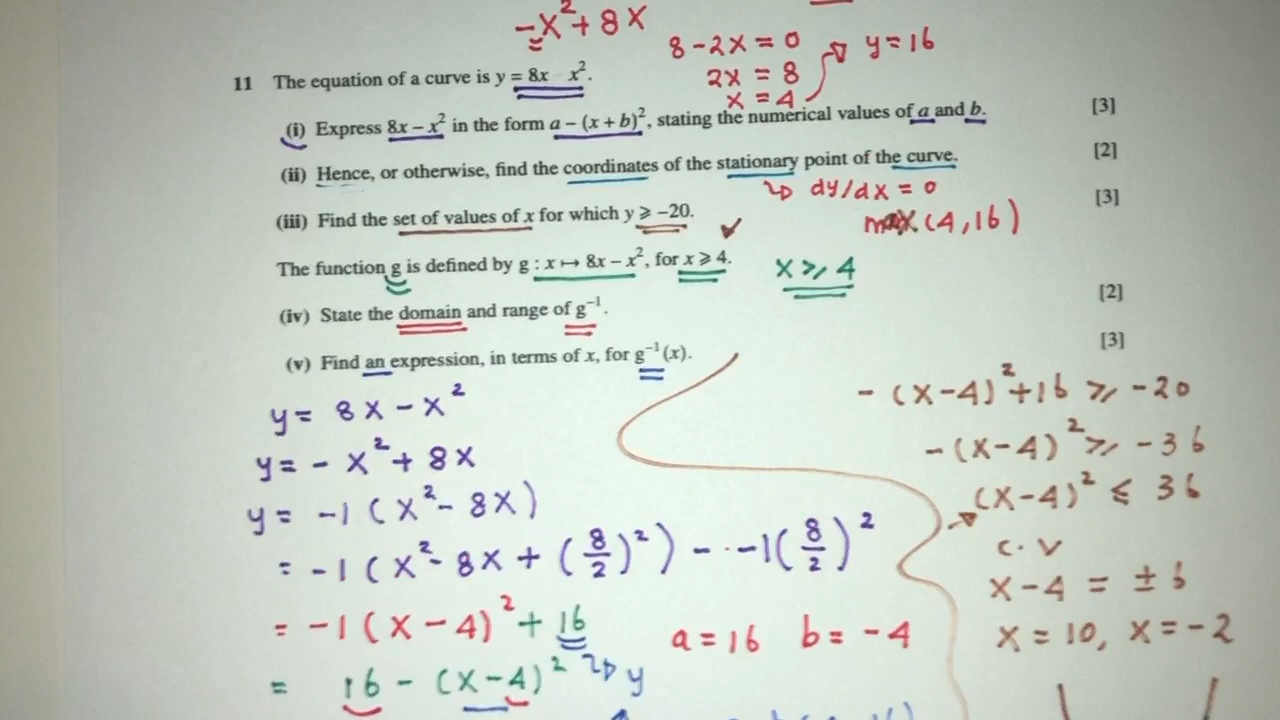 -x² + 8x
8 - 2x = 0
y = 16
2x = 8
x = 4
11 The equation of a curve is y = 8x - x².
(i) Express 8x - x² in the form a - (x + b)², stating the numerical values of a and b. [3]
(ii) Hence, or otherwise, find the coordinates of the stationary point of the curve. [2]
dy/dx = 0
(iii) Find the set of values of x for which y ⩾ -20. [3]
max (4, 16)
The function g is defined by g : x ↦ 8x - x², for x ⩾ 4.
x ⩾ 4
(iv) State the domain and range of g⁻¹. [2]
(v) Find an expression, in terms of x, for g⁻¹(x). [3]
y = 8x - x²
y = - x² + 8x
y = -1 (x² - 8x)
= -1 (x² - 8x + (8/2)²) - -1(8/2)²
= -1 (x - 4)² + 16
a = 16 b = -4
= 16 - (x - 4)² → y
- (x - 4)² + 16 ⩾ -20
- (x - 4)² ⩾ -36
(x - 4)² ⩽ 36
c.v
x - 4 = ± 6
x = 10, x = -2